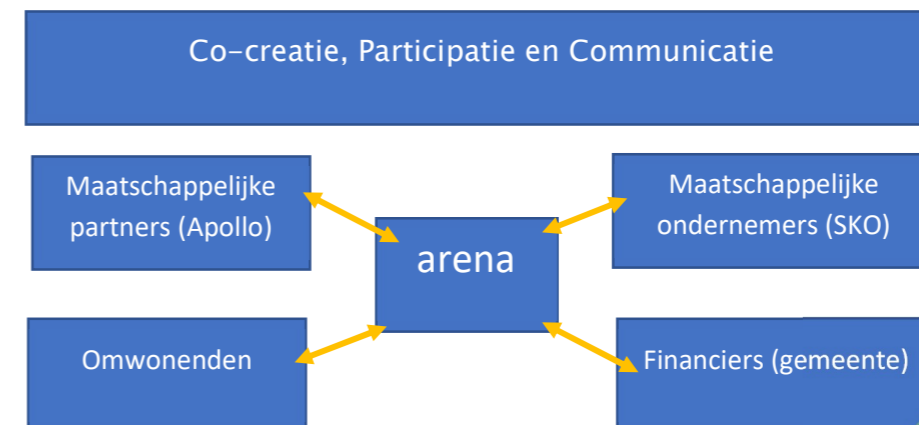 Co-creatie, Participatie en Communicatie
Maatschappelijke
partners (Apollo)
Maatschappelijke
ondernemers (SKO)
arena
Omwonenden
Financiers (gemeente)